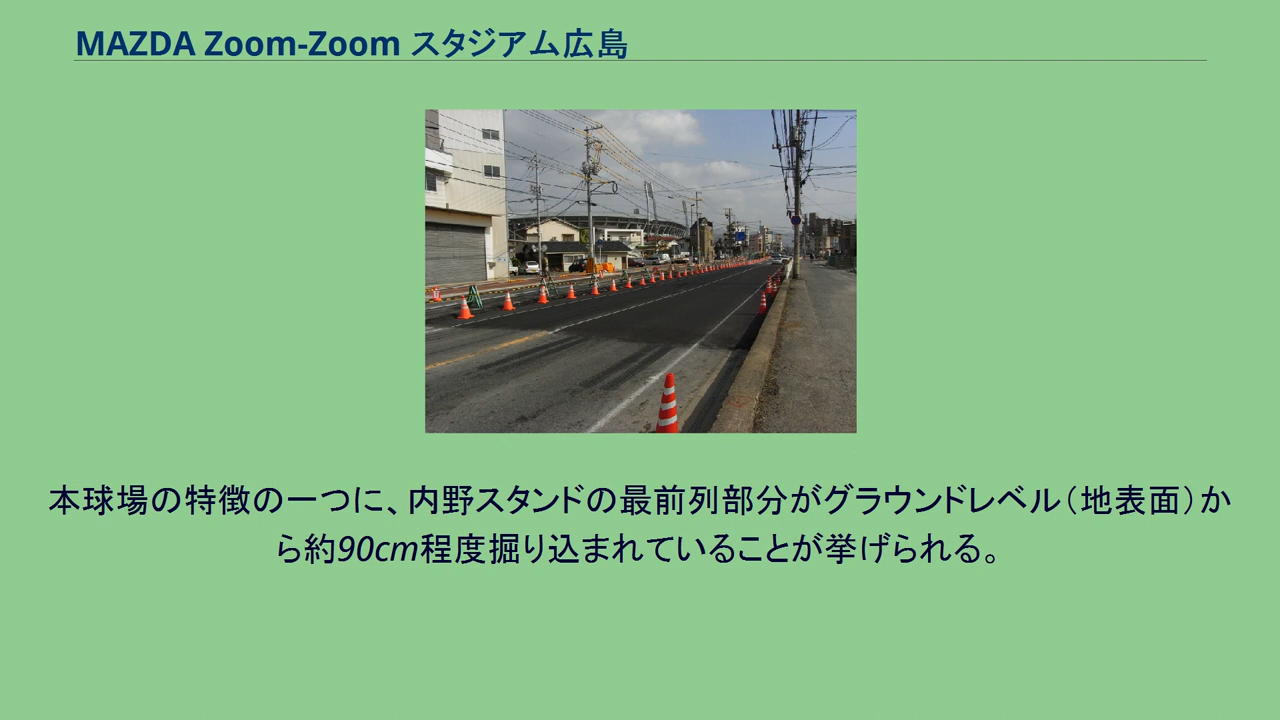 MAZDA Zoom-Zoom スタジアム広島
本球場の特徴の一つに、内野スタンドの最前列部分がグラウンドレベル（地表面）か
ら約90cm程度掘り込まれていることが挙げられる。